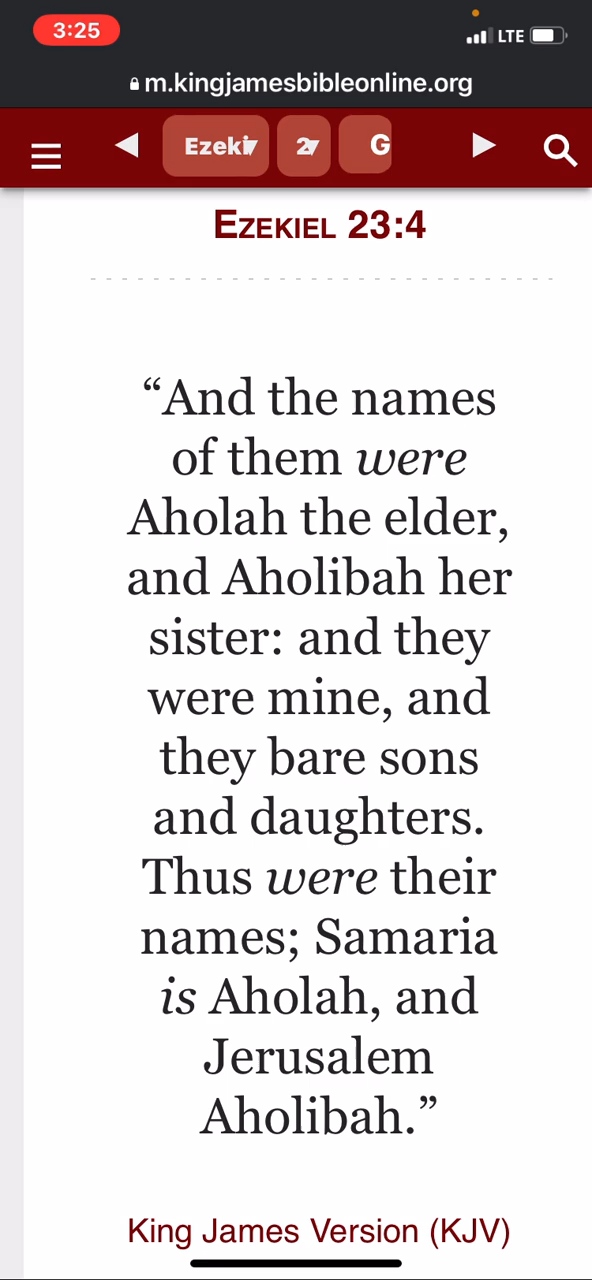 3:25
LTE
m.kingjamesbibleonline.org
Ezeki
2
G
EZEKIEL 23:4
“And the names
of them were
Aholah the elder,
and Aholibah her
sister: and they
were mine, and
they bare sons
and daughters.
Thus were their
names; Samaria
is Aholah, and
Jerusalem
Aholibah.”
King James Version (KJV)